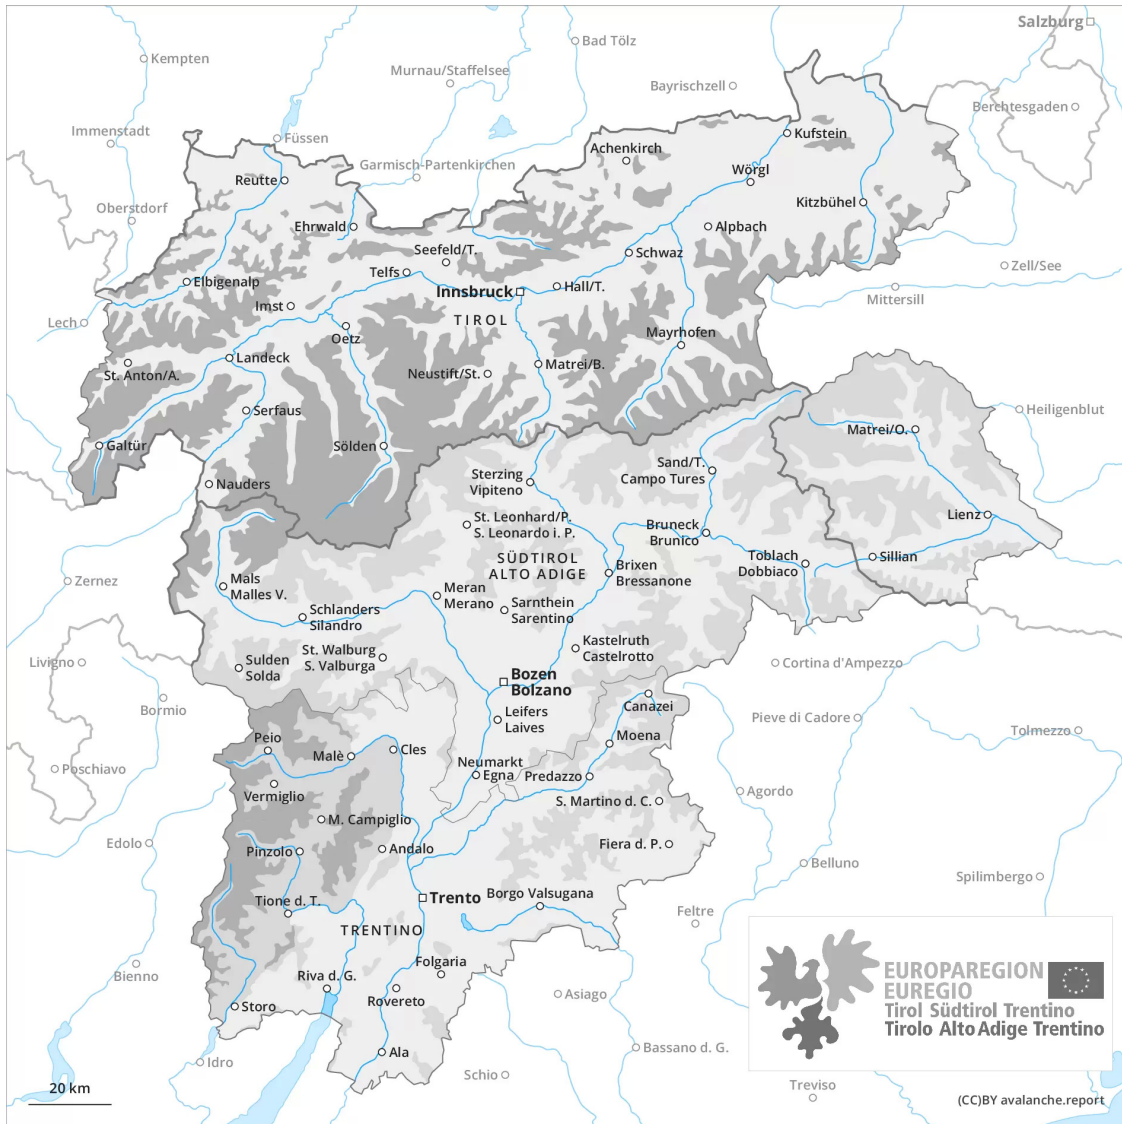 Salzburg
Bad Tölz
Kempten
Murnau/Staffelsee
Bayrischzell
Berchtesgaden
Immenstadt
Füssen
Kufstein
Achenkirch
Garmisch-Partenkirchen
Wörgl
Reutte
Oberstdorf
Kitzbühel
Ehrwald
Alpbach
Seefeld/T.
Schwaz
Telfs
Zell/See
Elbigenalp
Innsbruck
Hall/T.
Mittersill
Imst
TIROL
Lech
Oetz
Mayrhofen
Landeck
St. Anton/A.
Neustift/St.
Matrei/B.
Serfaus
Heiligenblut
Galtür
Sölden
Matrei/O.
Nauders
Sterzing
Vipiteno
Sand/T.
Campo Tures
St. Leonhard/P.
S. Leonardo i. P.
Lienz
Bruneck
Brunico
SÜDTIROL
ALTO ADIGE
Toblach
Dobbiaco
Sillian
Zernez
Mals
Malles V.
Brixen
Bressanone
Meran
Merano
Sarnthein
Sarentino
Schlanders
Silandro
St. Walburg
S. Valburga
Kastelruth
Castelrotto
Livigno
Sulden
Solda
Cortina d'Ampezzo
Bozen
Bolzano
Bormio
Canazei
Leifers
Laives
Pieve di Cadore
Tolmezzo
Peio
Malè
Cles
Moena
Poschiavo
Neumarkt
Egna
Predazzo
Vermiglio
S. Martino d. C.
Agordo
M. Campiglio
Edolo
Pinzolo
Andalo
Fiera d. P.
Belluno
Spilimbergo
Tione d. T.
Trento
Borgo Valsugana
Feltre
TRENTINO
Bienno
Riva d. G.
Folgaria
Storo
Rovereto
Asiago
EUROPAREGION
EUREGIO
Tirol Südtirol Trentino
Tirolo Alto Adige Trentino
Idro
Ala
Bassano d. G.
Schio
Treviso
20 km
(CC)BY avalanche.report